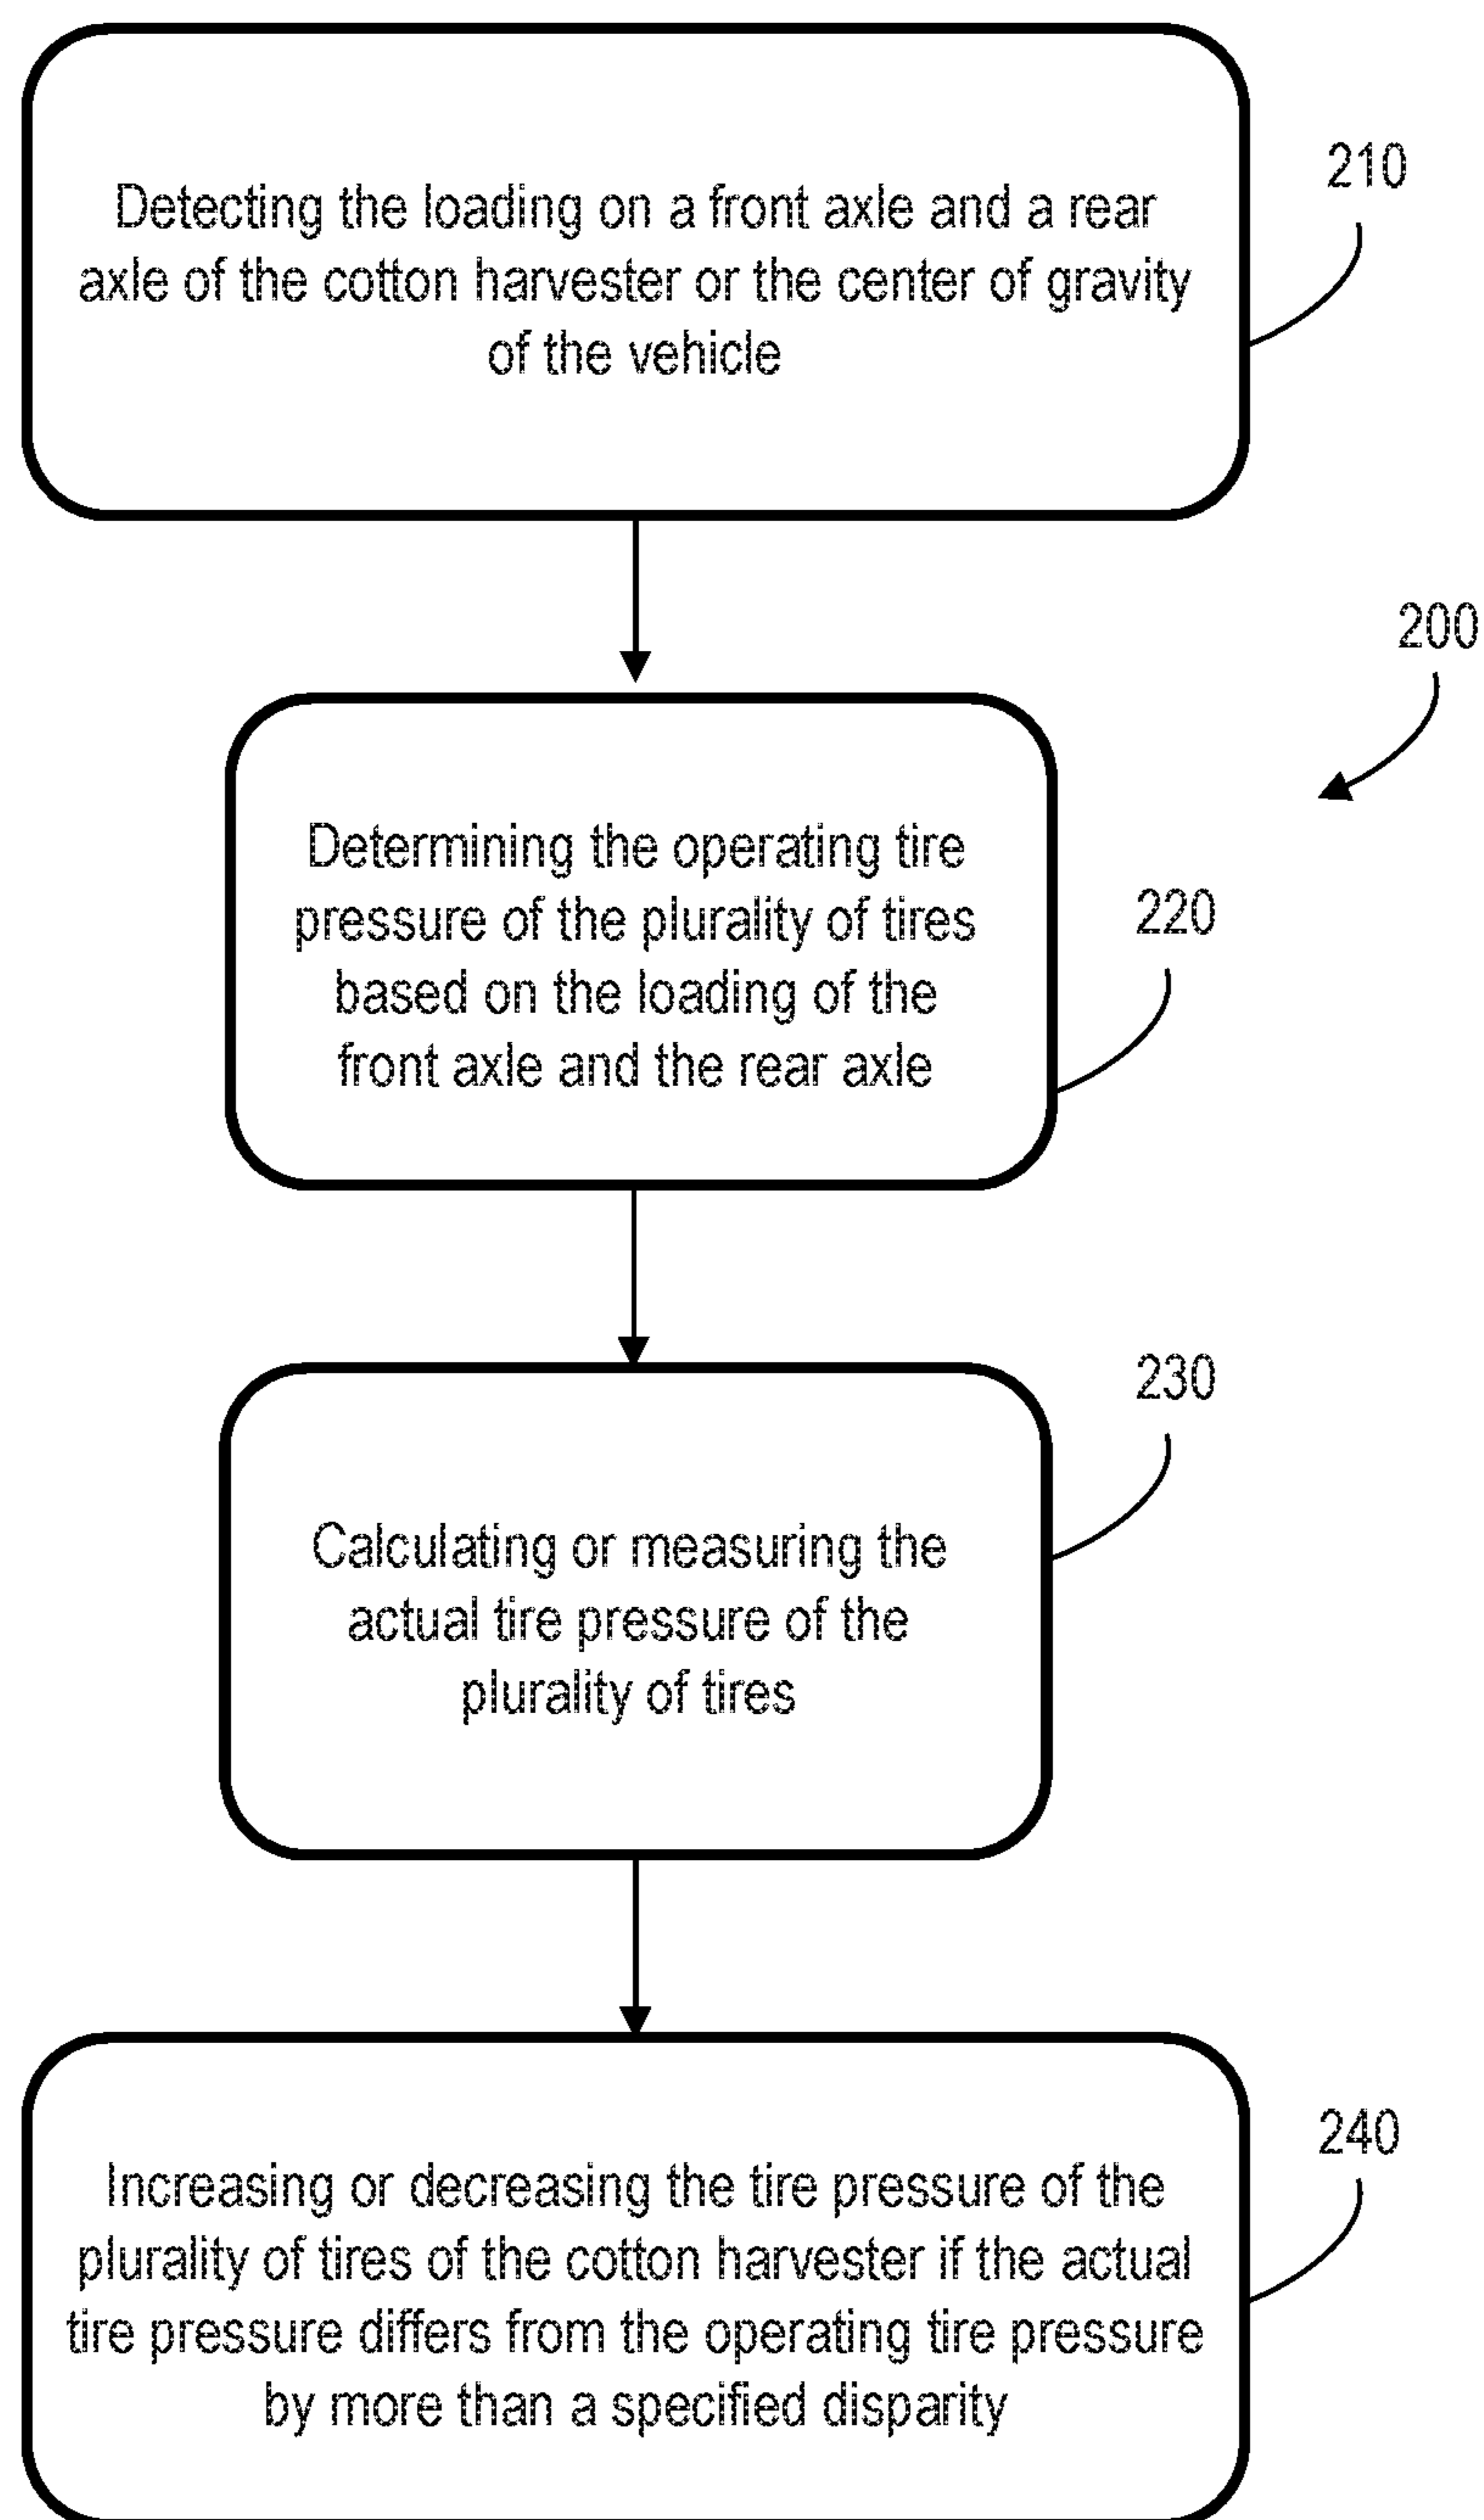 Detecting the loading on a front axle and a rear
axle of the cotton harvester or the center of gravity
of the vehicle
210
200
Determining the operating tire
pressure of the plurality of tires
based on the loading of the
front axle and the rear axle
220
230
Calculating or measuring the
actual tire pressure of the
plurality of tires
240
Increasing or decreasing the tire pressure of the
plurality of tires of the cotton harvester if the actual
tire pressure differs from the operating tire pressure
by more than a specified disparity